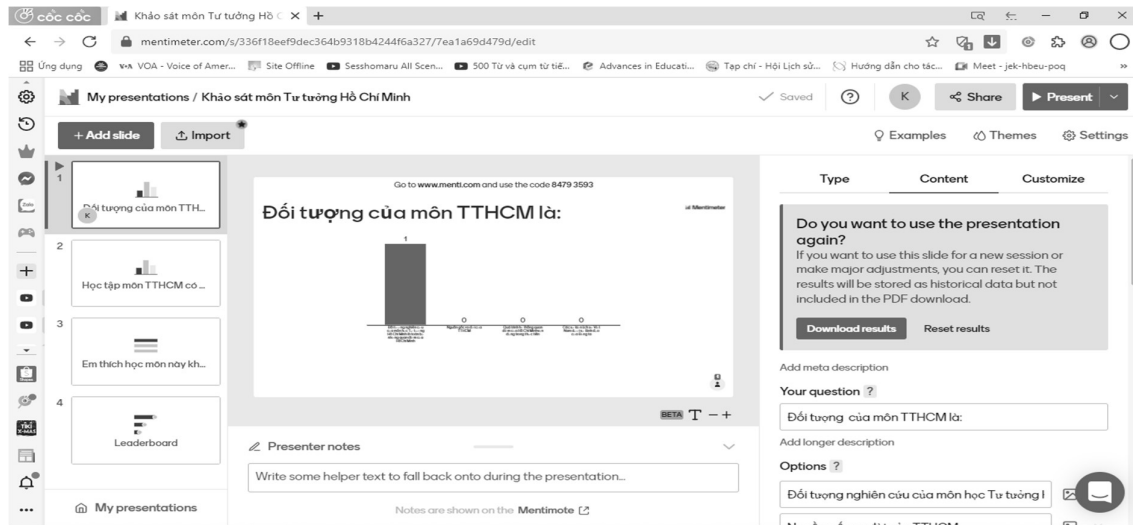 cốc cốc
Khảo sát môn Tư tưởng Hồ C
mentimeter.com/s/336f18eef9dec364b9318b4244f6a327/7ea1a69d479d/edit
Ứng dụng
VOA - Voice of Amer...
Site Offline
Sesshomaru All Scen...
500 Từ và cụm từ tiế...
Advances in Educati...
Tạp chí - Hội Lịch sử...
Hướng dẫn cho tác...
Meet - jek-hbeu-poq
My presentations / Khảo sát môn Tư tưởng Hồ Chí Minh
Saved
K
Share
Present
+ Add slide
Import
Examples
Themes
Settings
1
Đối tượng của môn TTH...
K
2
Học tập môn TTHCM có ...
3
Em thích học môn này kh...
4
Leaderboard
My presentations
Go to www.menti.com and use the code 8479 3593
Đối tượng của môn TTHCM là:
Mentimeter
1
0
0
0
BETA T − +
Presenter notes
Write some helper text to fall back onto during the presentation...
Notes are shown on the Mentimote
Type
Content
Customize
Do you want to use the presentation
again?
If you want to use this slide for a new session or
make major adjustments, you can reset it. The
results will be stored as historical data but not
included in the PDF download.
Download results
Reset results
Add meta description
Your question ?
Đối tượng của môn TTHCM là:
Add longer description
Options ?
Đối tượng nghiên cứu của môn học Tư tưởng